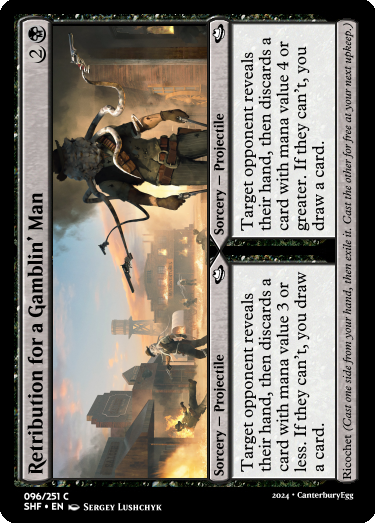 Retribution for a Gamblin' Man
2
Sorcery — Projectile
Target opponent reveals
their hand, then discards a
card with mana value 3 or
less. If they can't, you draw
a card.
Sorcery — Projectile
Target opponent reveals
their hand, then discards a
card with mana value 4 or
greater. If they can't, you
draw a card.
Ricochet (Cast one side from your hand, then exile it. Cast the other for free at your next upkeep.)
096/251 C
SHF • EN Sergey Lushchyk
2024 • CanterburyEgg